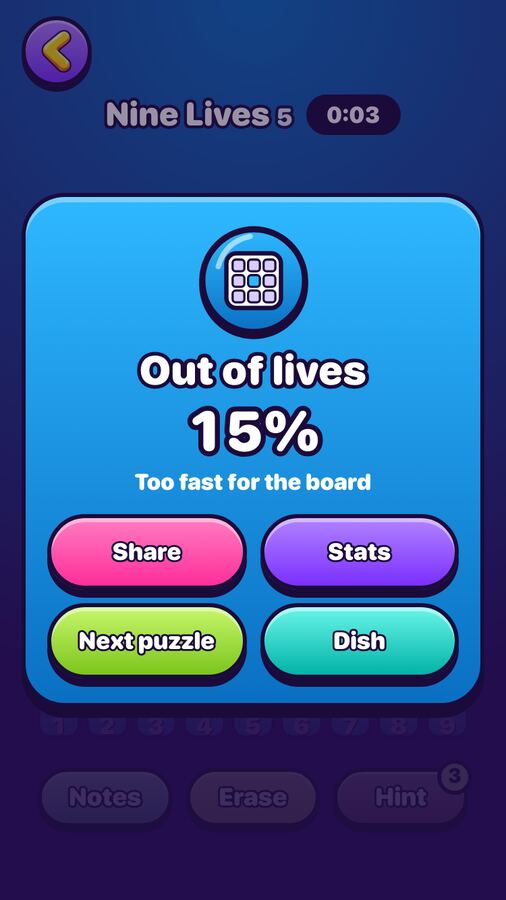 Nine Lives 5 0:03
Out of lives
15%
Too fast for the board
Share Stats
Next puzzle Dish
1 2 3 4 5 6 7 8 9
Notes Erase Hint 3